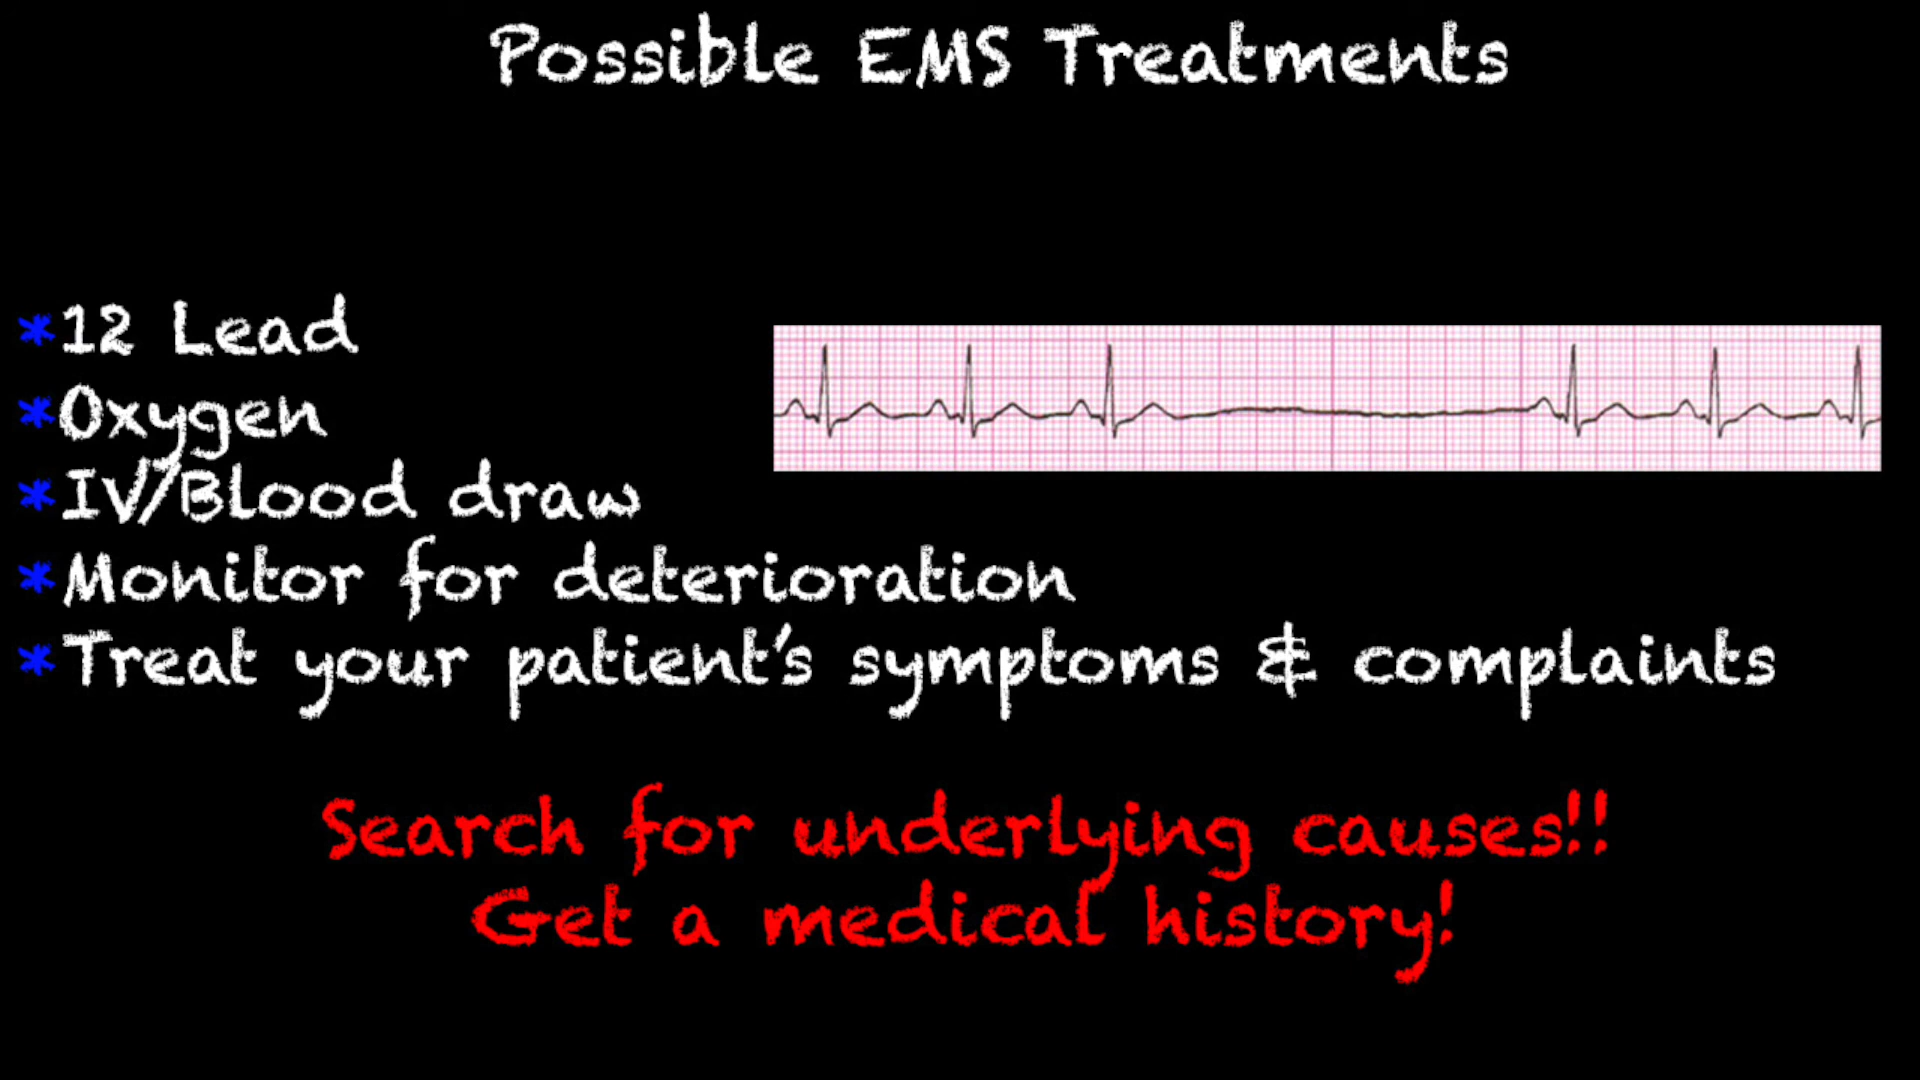 Possible EMS Treatments
*12 Lead
*Oxygen
*IV/Blood draw
*Monitor for deterioration
*Treat your patient's symptoms & complaints
Search for underlying causes!!
Get a medical history!